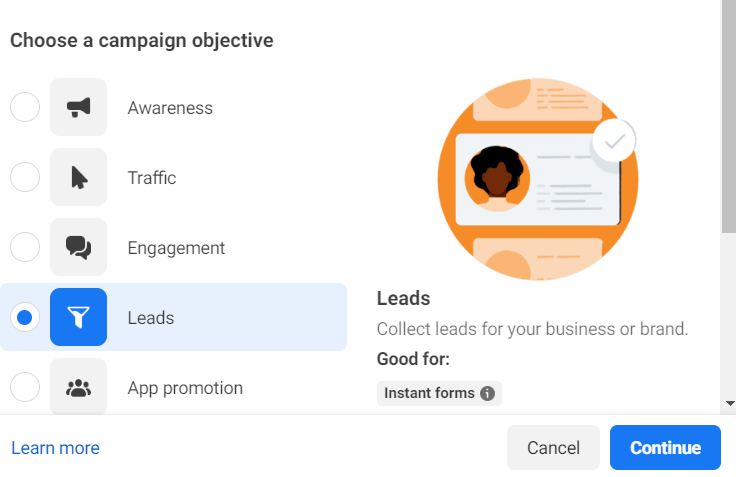 Choose a campaign objective
Awareness
Traffic
Engagement
Leads
App promotion
Leads
Collect leads for your business or brand.
Good for:
Instant forms
Learn more
Cancel
Continue